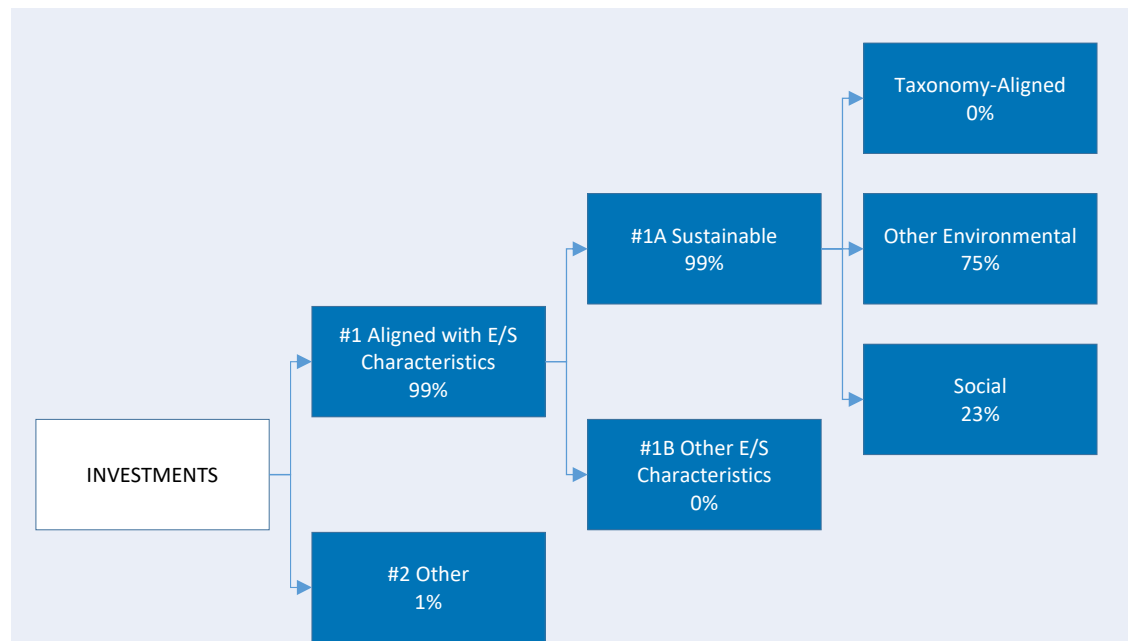 INVESTMENTS
#1 Aligned with E/S
Characteristics
99%
#2 Other
1%
#1A Sustainable
99%
#1B Other E/S
Characteristics
0%
Taxonomy-Aligned
0%
Other Environmental
75%
Social
23%